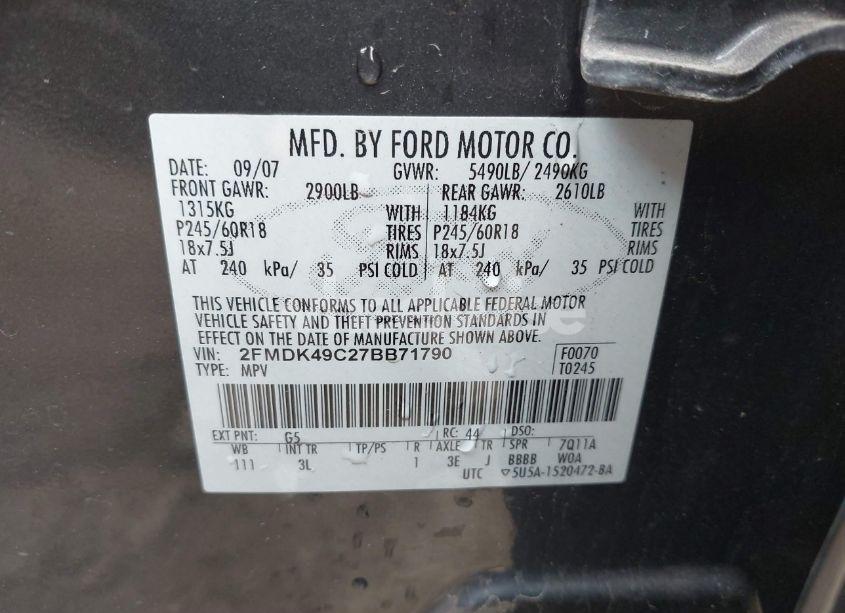 MFD. BY FORD MOTOR CO.
DATE: 09/07 GVWR: 5490LB/ 2490KG
FRONT GAWR: 2900LB REAR GAWR: 2610LB
1315KG WITH 1184KG WITH
P245/60R18 TIRES P245/60R18 TIRES
18x7.5J RIMS 18x7.5J RIMS
AT 240 kPa/ 35 PSI COLD AT 240 kPa/ 35 PSI COLD
THIS VEHICLE CONFORMS TO ALL APPLICABLE FEDERAL MOTOR
VEHICLE SAFETY AND THEFT PREVENTION STANDARDS IN
EFFECT ON THE DATE OF MANUFACTURE SHOWN ABOVE.
VIN: 2FMDK49C27BB71790 F0070
TYPE: MPV T0245
EXT PNT: G5 RC: 44 DSO:
WB INT TR TP/PS R AXLE TR SPR 7Q11A
111 3L 1 3E J BBBB WOA
UTC ▽5U5A-1520472-BA